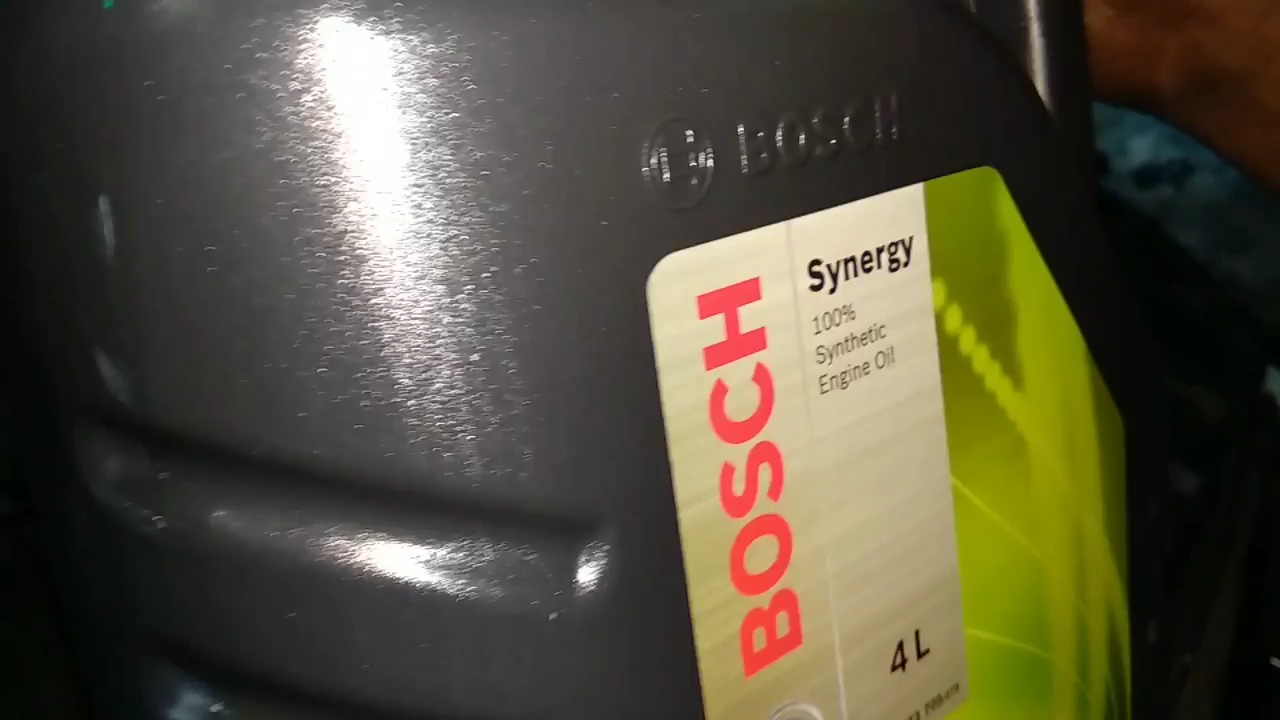 BOSCH
BOSCH
Synergy
100%
Synthetic
Engine Oil
4 L